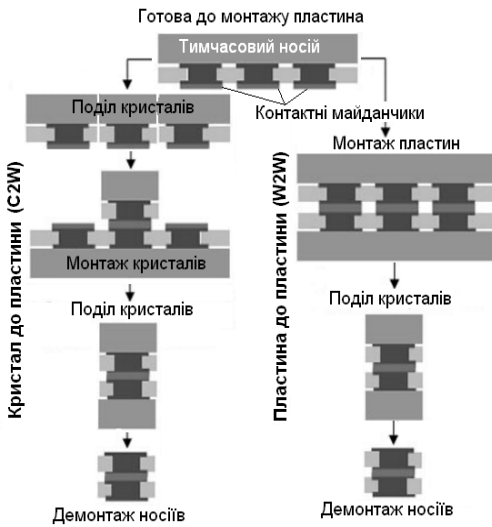 Готова до монтажу пластина
Тимчасовий носій
Поділ кристалів
Контактні майданчики
Монтаж пластин
Кристал до пластини (C2W)
Монтаж кристалів
Поділ кристалів
Демонтаж носіїв
Пластина до пластини (W2W)
Поділ кристалів
Демонтаж носіїв